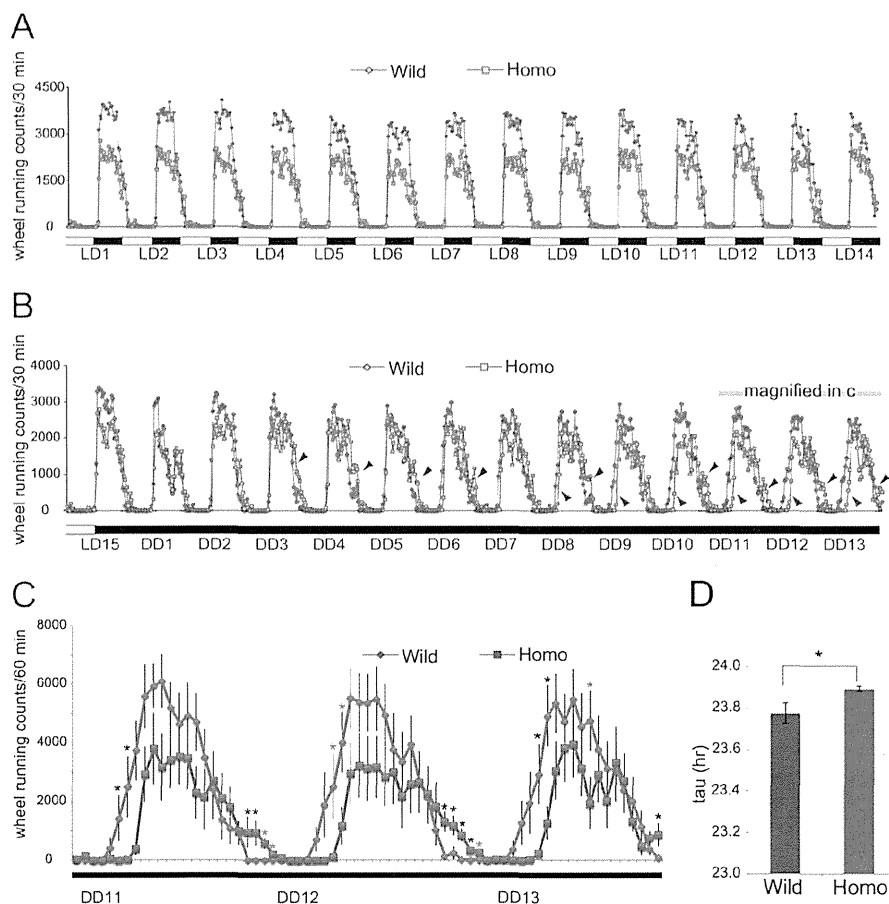 A
wheel running counts/30 min
Wild
Homo
4500
3000
1500
0
LD1 LD2 LD3 LD4 LD5 LD6 LD7 LD8 LD9 LD10 LD11 LD12 LD13 LD14
B
wheel running counts/30 min
Wild
Homo
magnified in c
4000
3000
2000
1000
0
LD15 DD1 DD2 DD3 DD4 DD5 DD6 DD7 DD8 DD9 DD10 DD11 DD12 DD13
C
wheel running counts/60 min
Wild
Homo
8000
6000
4000
2000
0
* * * * * * * * * * * * * * * * * *
DD11 DD12 DD13
D
tau (hr)
*
24.0
23.8
23.6
23.4
23.2
23.0
Wild Homo